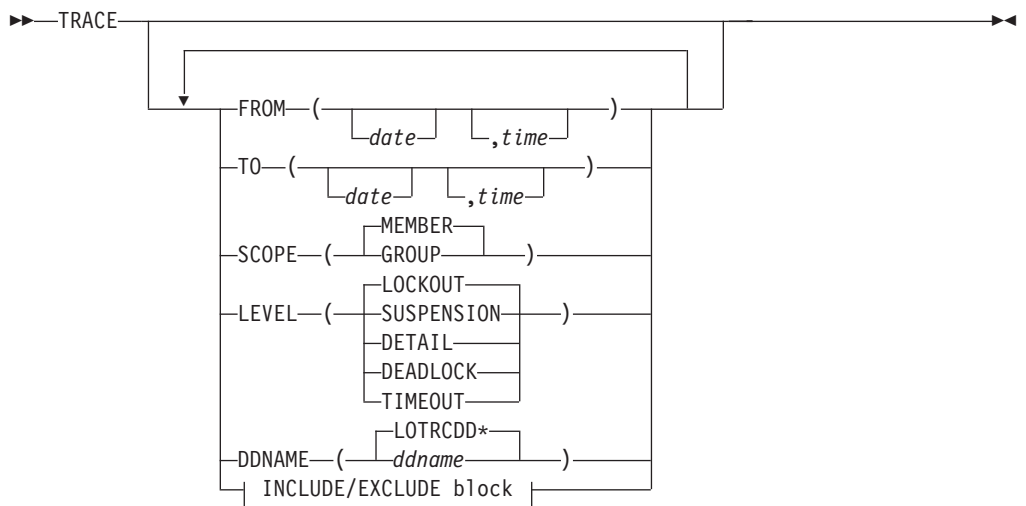 TRACE
FROM ( date ,time )
TO ( date ,time )
MEMBER
SCOPE ( GROUP )
LOCKOUT
LEVEL ( SUSPENSION )
DETAIL
DEADLOCK
TIMEOUT
LOTRCDD*
DDNAME ( ddname )
INCLUDE/EXCLUDE block